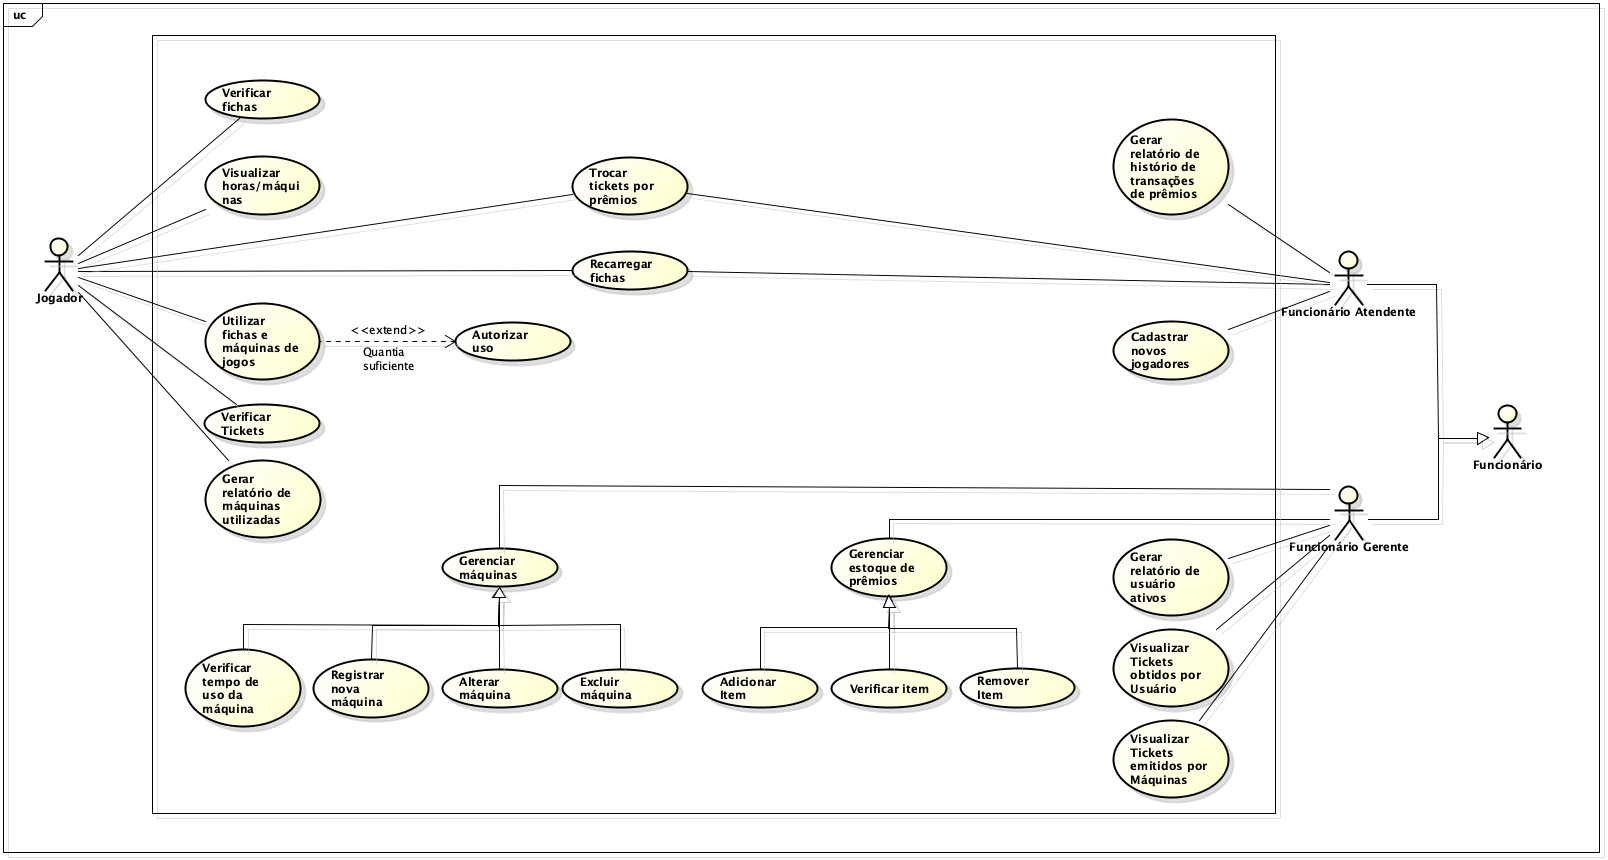 uc
Verificar
fichas
Visualizar
horas/máqui
nas
Trocar
tickets por
prêmios
Gerar
relatório de
histório de
transações
de prêmios
Jogador
Recarregar
fichas
Funcionário Atendente
Utilizar
fichas e
máquinas de
jogos
<<extend>>
Quantia
suficiente
Autorizar
uso
Cadastrar
novos
jogadores
Verificar
Tickets
Funcionário
Gerar
relatório de
máquinas
utilizadas
Gerenciar
máquinas
Gerenciar
estoque de
prêmios
Funcionário Gerente
Gerar
relatório de
usuário
ativos
Verificar
tempo de
uso da
máquina
Registrar
nova
máquina
Alterar
máquina
Excluir
máquina
Adicionar
Item
Verificar item
Remover
Item
Visualizar
Tickets
obtidos por
Usuário
Visualizar
Tickets
emitidos por
Máquinas